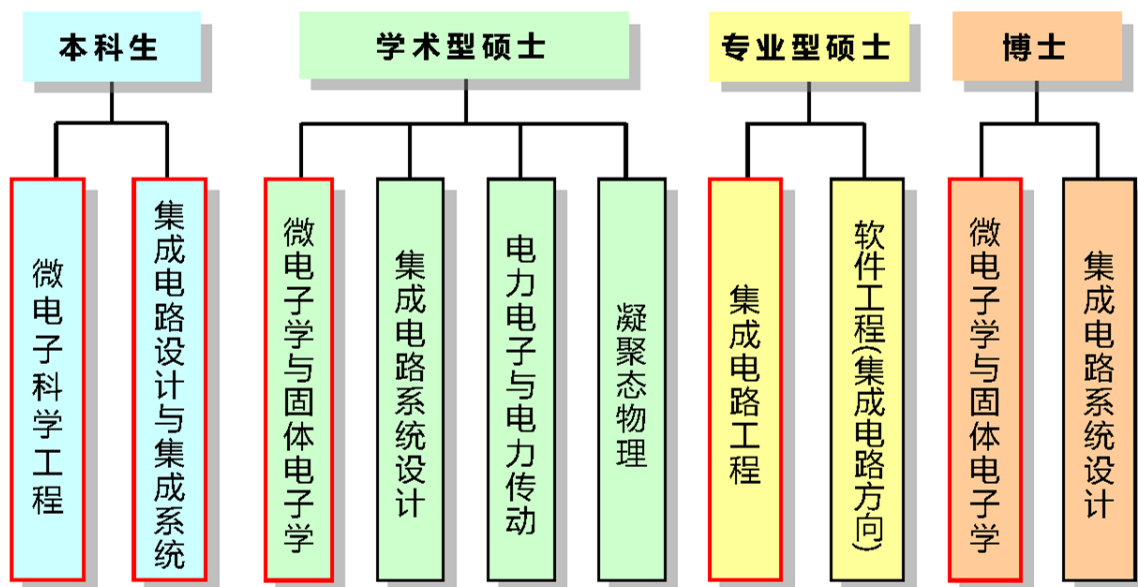 本科生
学术型硕士
专业型硕士
博士
微电子科学工程
集成电路设计与集成系统
微电子学与固体电子学
集成电路系统设计
电力电子与电力传动
凝聚态物理
集成电路工程
软件工程(集成电路方向)
微电子学与固体电子学
集成电路系统设计